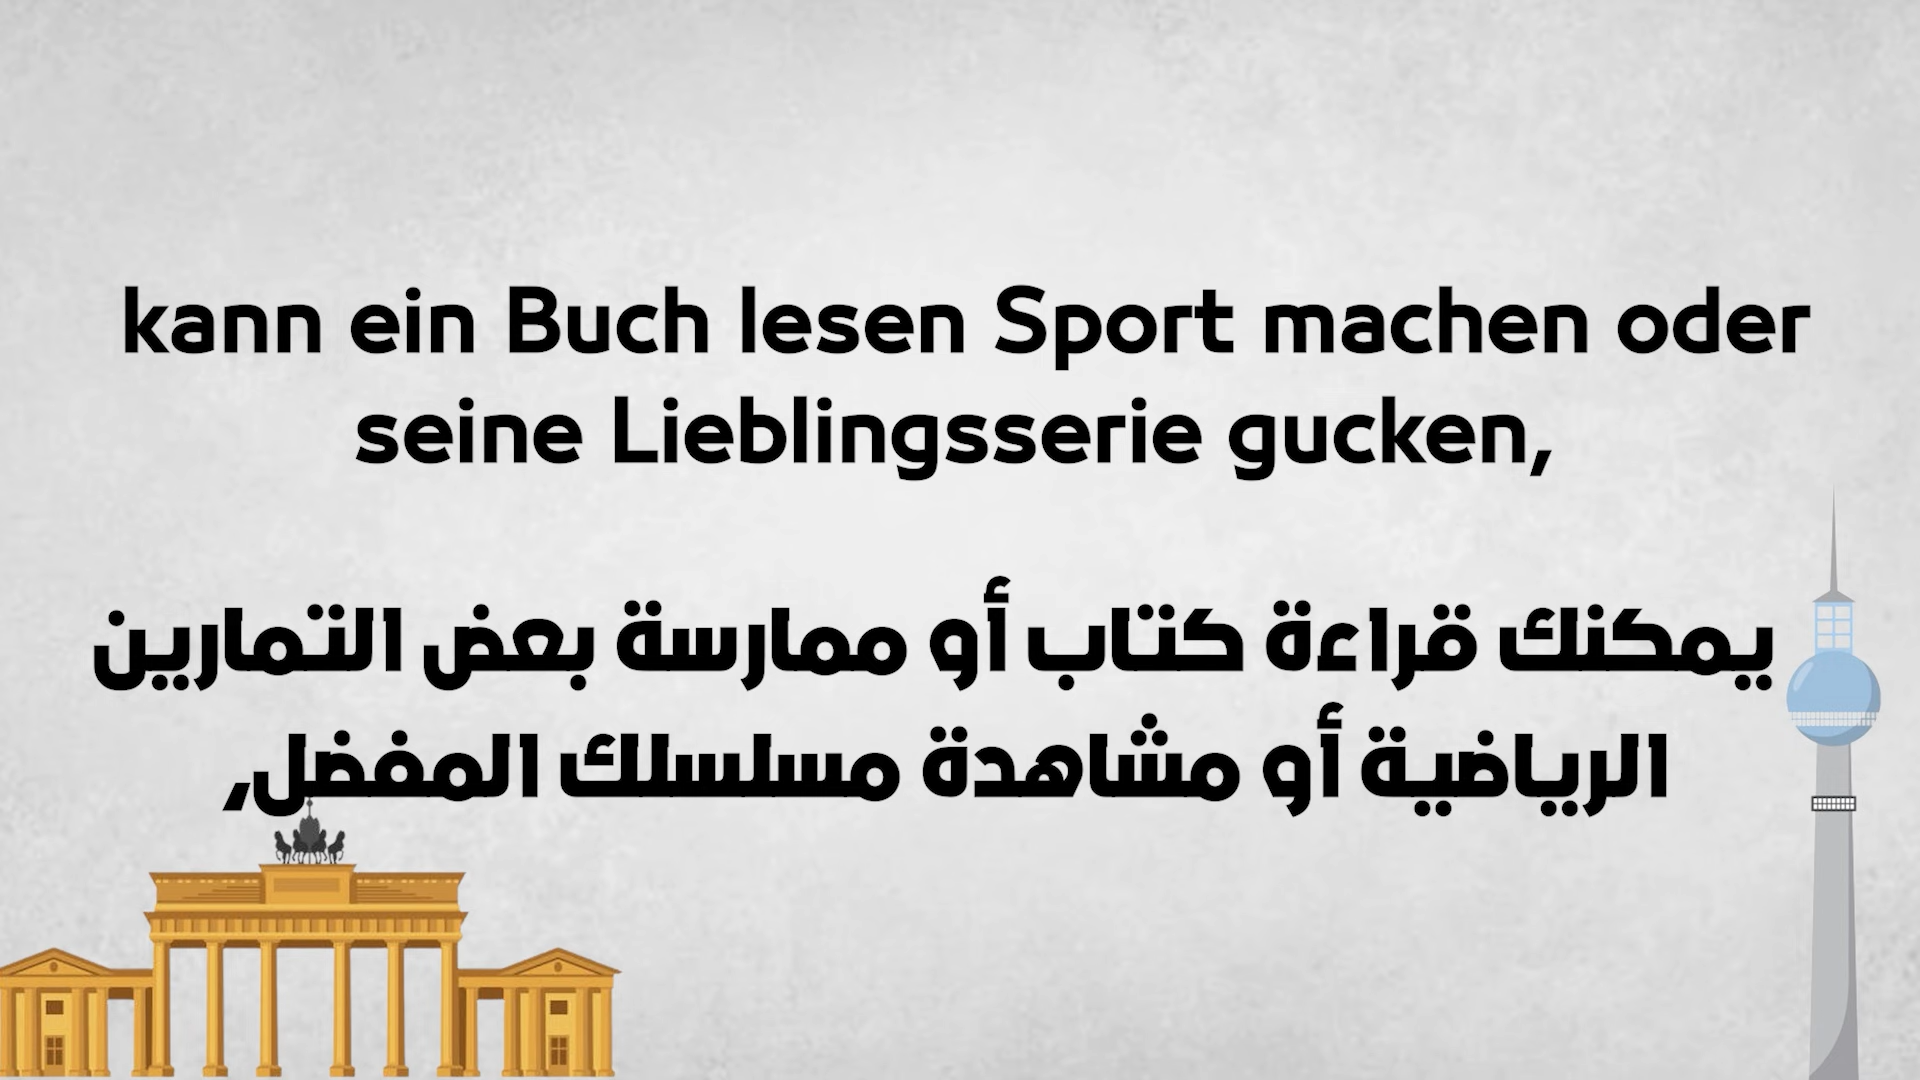 kann ein Buch lesen Sport machen oder
seine Lieblingsserie gucken,
يمكنك قراءة كتاب أو ممارسة بعض التمارين
الرياضية أو مشاهدة مسلسلك المفضل,